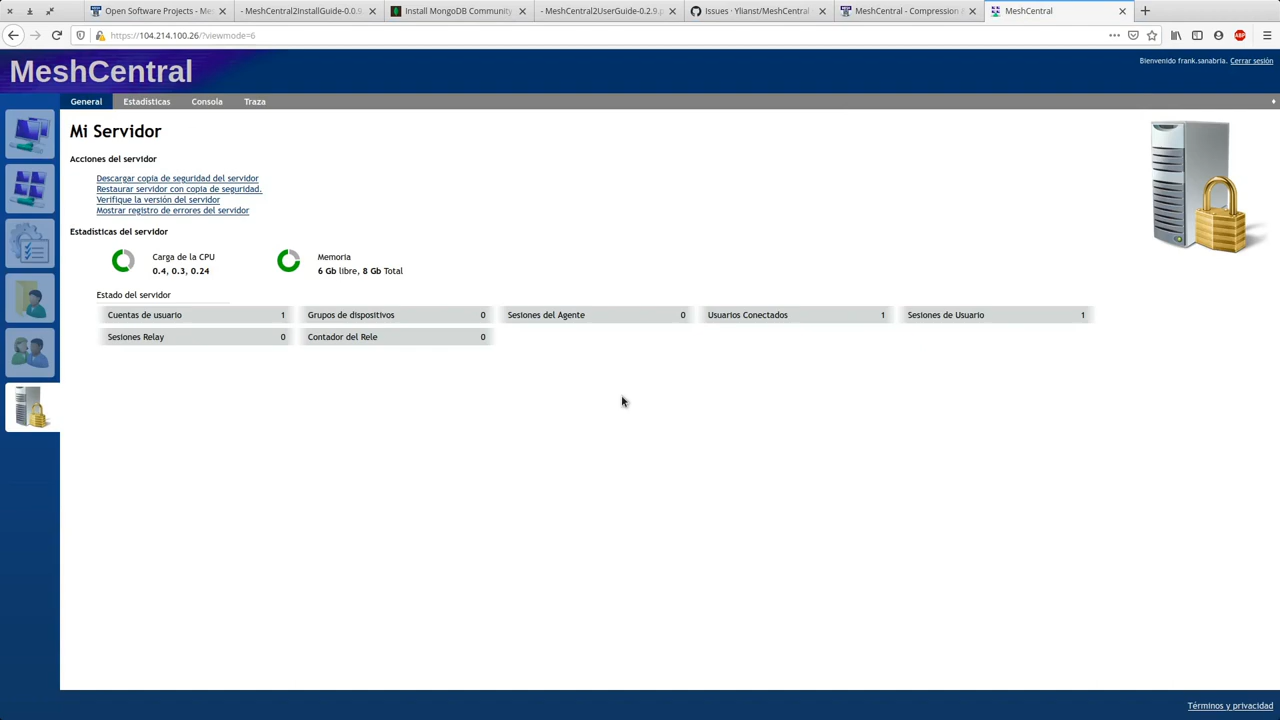 Open Software Projects - Mes
- MeshCentral2InstallGuide-0.0.9.
Install MongoDB Community
- MeshCentral2UserGuide-0.2.9.p
Issues · Ylianst/MeshCentral
MeshCentral - Compression &
MeshCentral
https://104.214.100.26/?viewmode=6
ABP
MeshCentral
Bienvenido frank.sanabria. Cerrar sesión
General Estadísticas Consola Traza
Mi Servidor
Acciones del servidor
Descargar copia de seguridad del servidor
Restaurar servidor con copia de seguridad.
Verifique la versión del servidor
Mostrar registro de errores del servidor
Estadísticas del servidor
Carga de la CPU
0.4, 0.3, 0.24
Memoria
6 Gb libre, 8 Gb Total
Estado del servidor
Cuentas de usuario 1
Grupos de dispositivos 0
Sesiones del Agente 0
Usuarios Conectados 1
Sesiones de Usuario 1
Sesiones Relay 0
Contador del Rele 0
Términos y privacidad